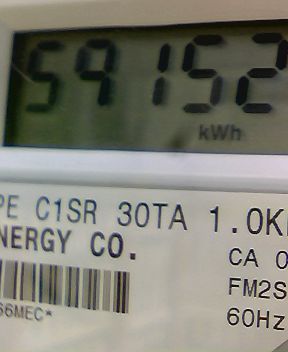 59152
kWh
PE C1SR 30TA 1.0K
NERGY CO.
CA 0
FM2S
66MEC*
60Hz